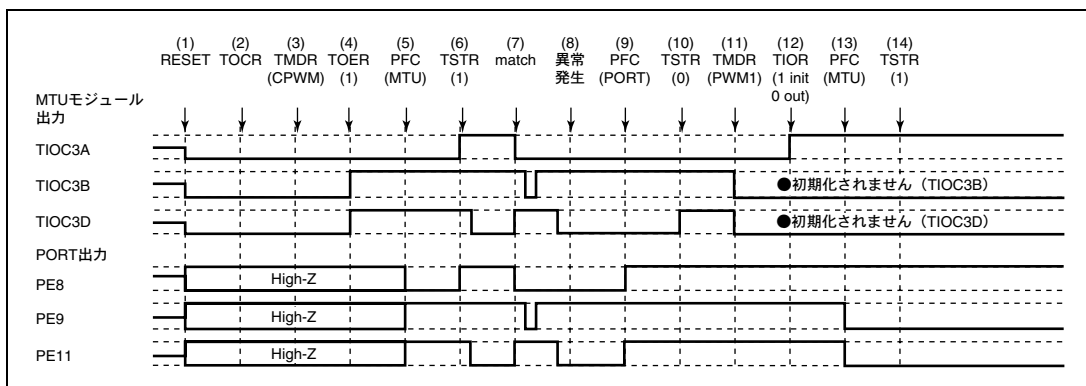 (1) (2) (3) (4) (5) (6) (7) (8) (9) (10) (11) (12) (13) (14)
RESET TOCR TMDR TOER PFC TSTR match 異常 PFC TSTR TMDR TIOR PFC TSTR
(CPWM) (1) (MTU) (1) 発生 (PORT) (0) (PWM1) (1 init (MTU) (1)
0 out)
MTUモジュール
出力
TIOC3A
TIOC3B ●初期化されません（TIOC3B）
TIOC3D ●初期化されません（TIOC3D）
PORT出力
PE8 High-Z
PE9 High-Z
PE11 High-Z